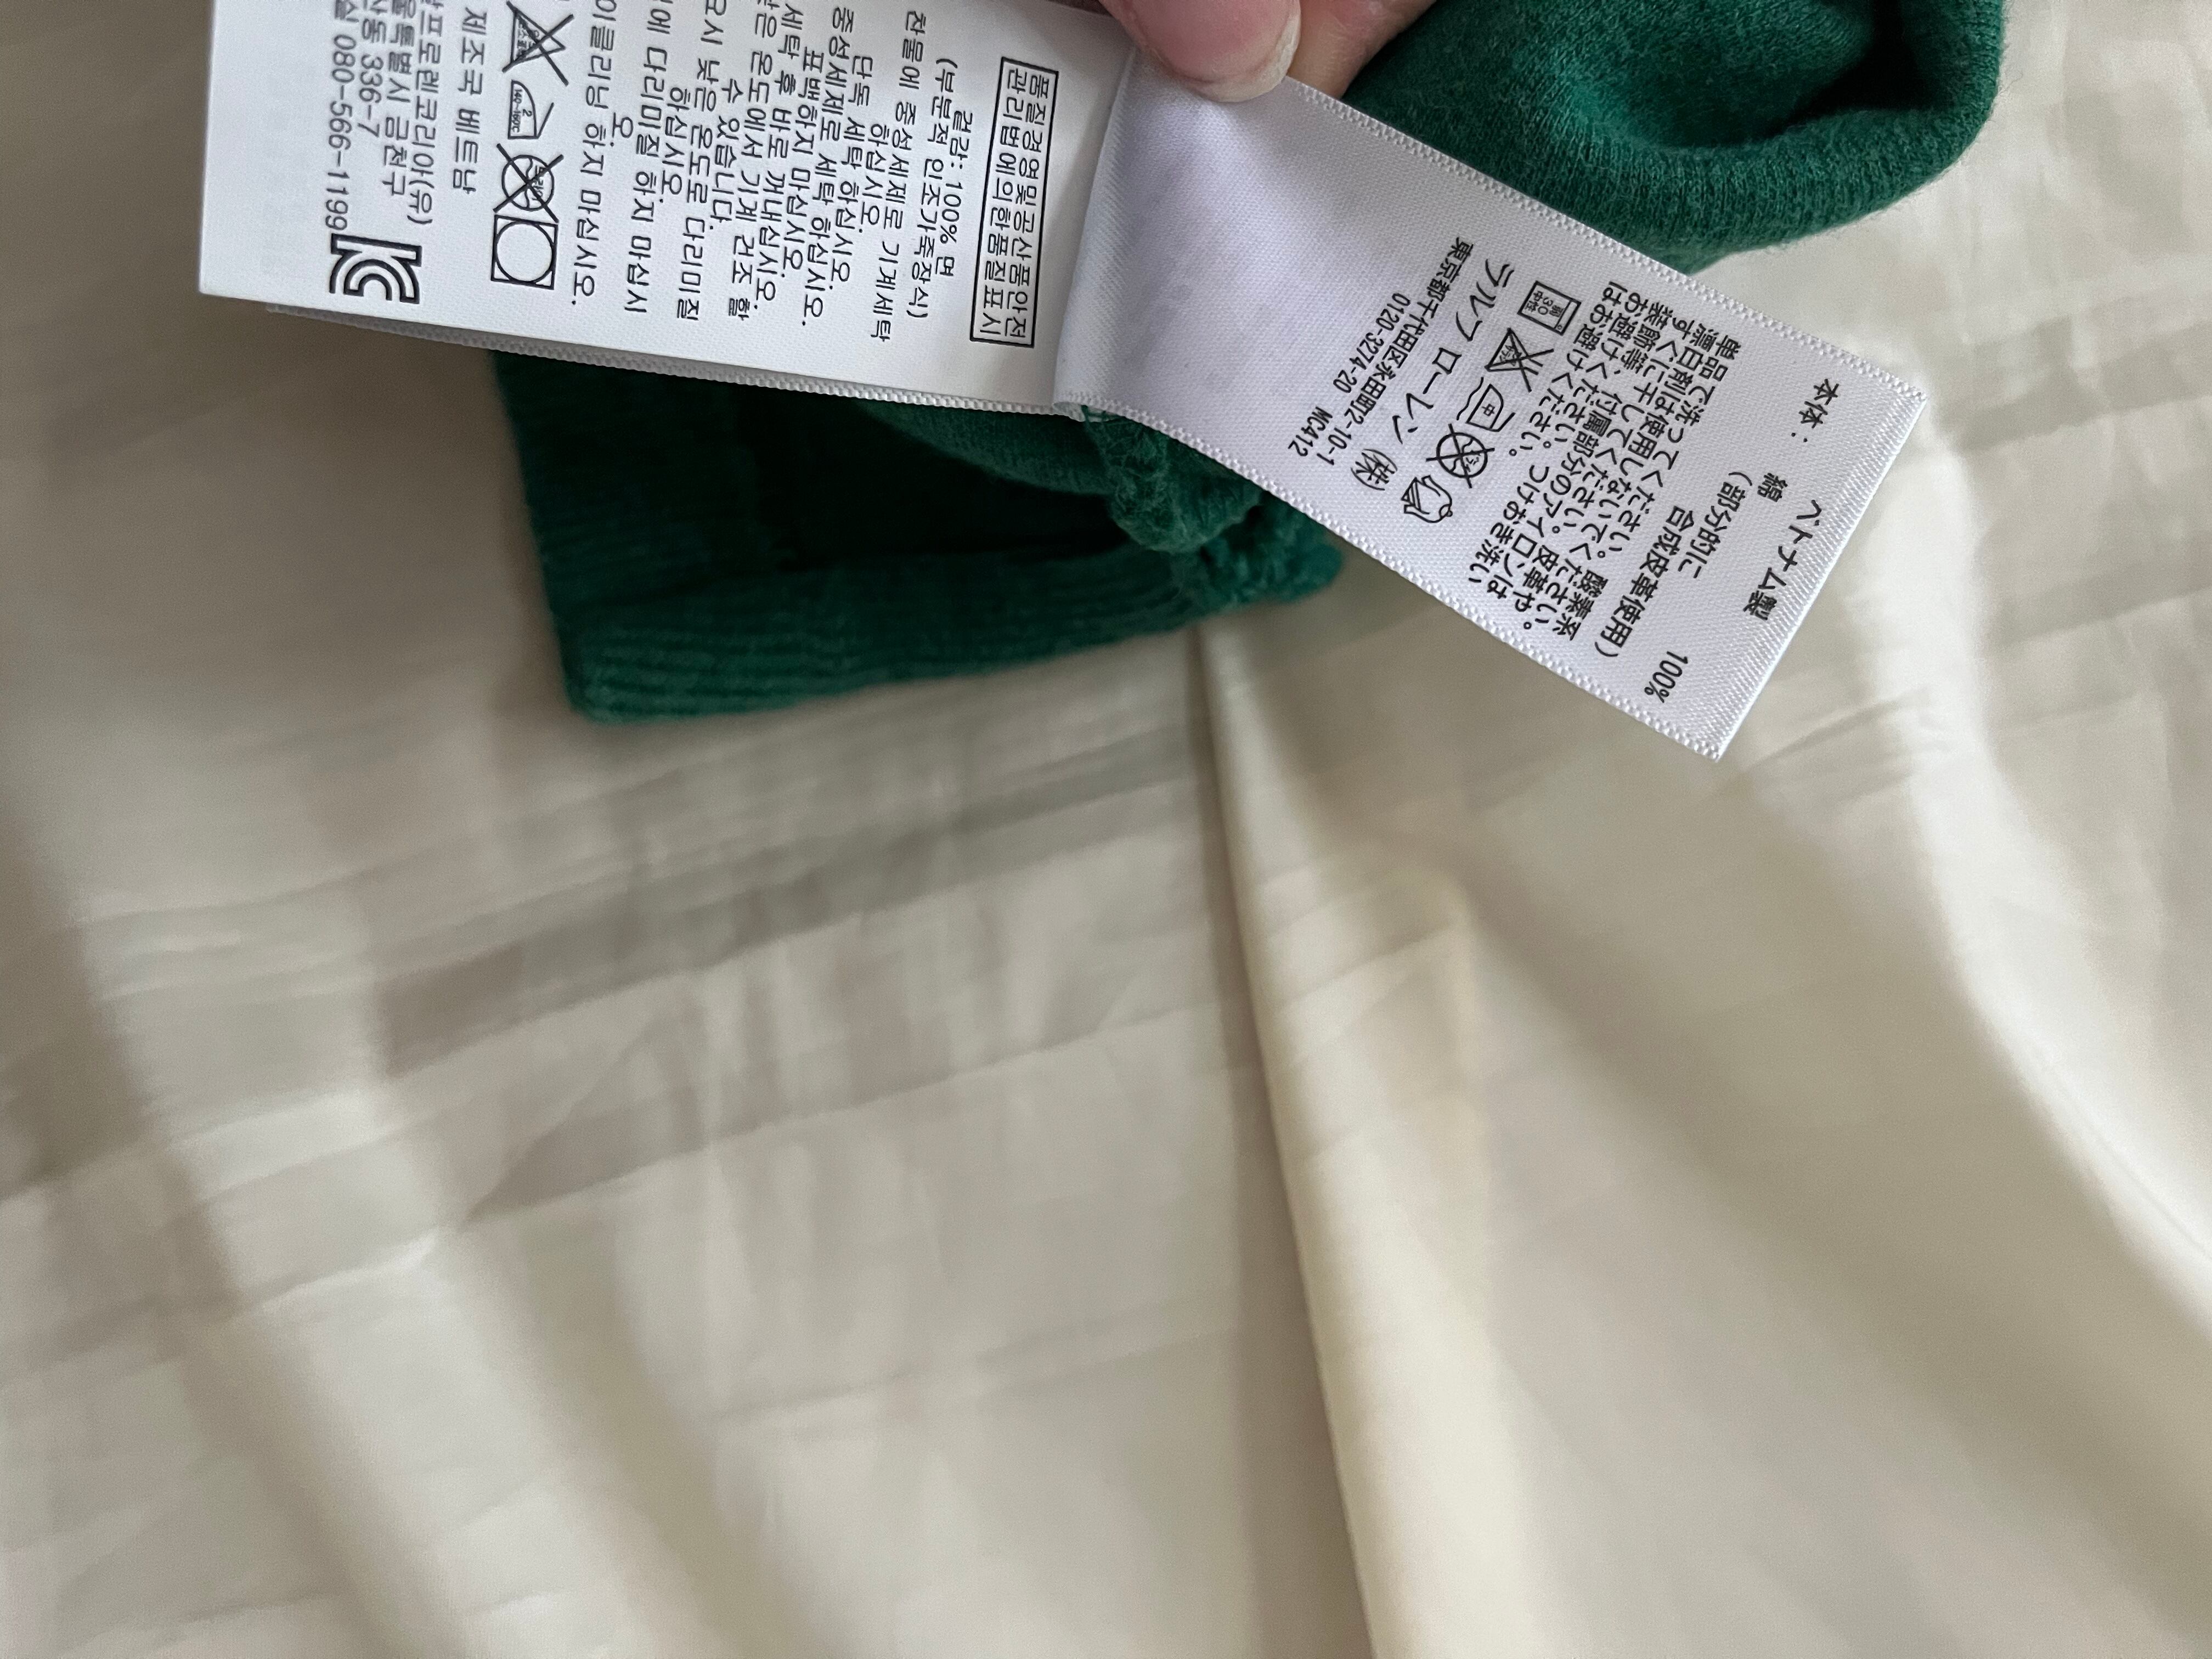 품질경영및공산품안전
관리법에의한품질표시
겉감: 100% 면
(부분적 인조가죽장식)
찬물에 중성세제로 기계세탁
하십시오.
단독 세탁 하십시오.
중성세제로 세탁 하십시오.
표백하지 마십시오.
세탁 후 바로 꺼내십시오.
낮은 온도에서 기계 건조 할
수 있습니다.
낮은 온도로 다리미질
하십시오.
다리미질 하지 마십시
오.
하지 마십시오.
제조국 베트남
랄프로렌코리아(유)
금천구
336-7
080-566-1199
ベトナム製
本体: 綿 100%
(部分的に
合成皮革使用)
単品で洗ってください。酸素系
漂白剤は使用しないでください。
すぐに干してください。皮革や
装飾等、付属部分のアイロンは
お避けください。つけおき洗い
はお避けください。
中性
中
ラルフ ローレン (株)
東京都千代田区永田町2-10-1
0120-3274-20 MC412